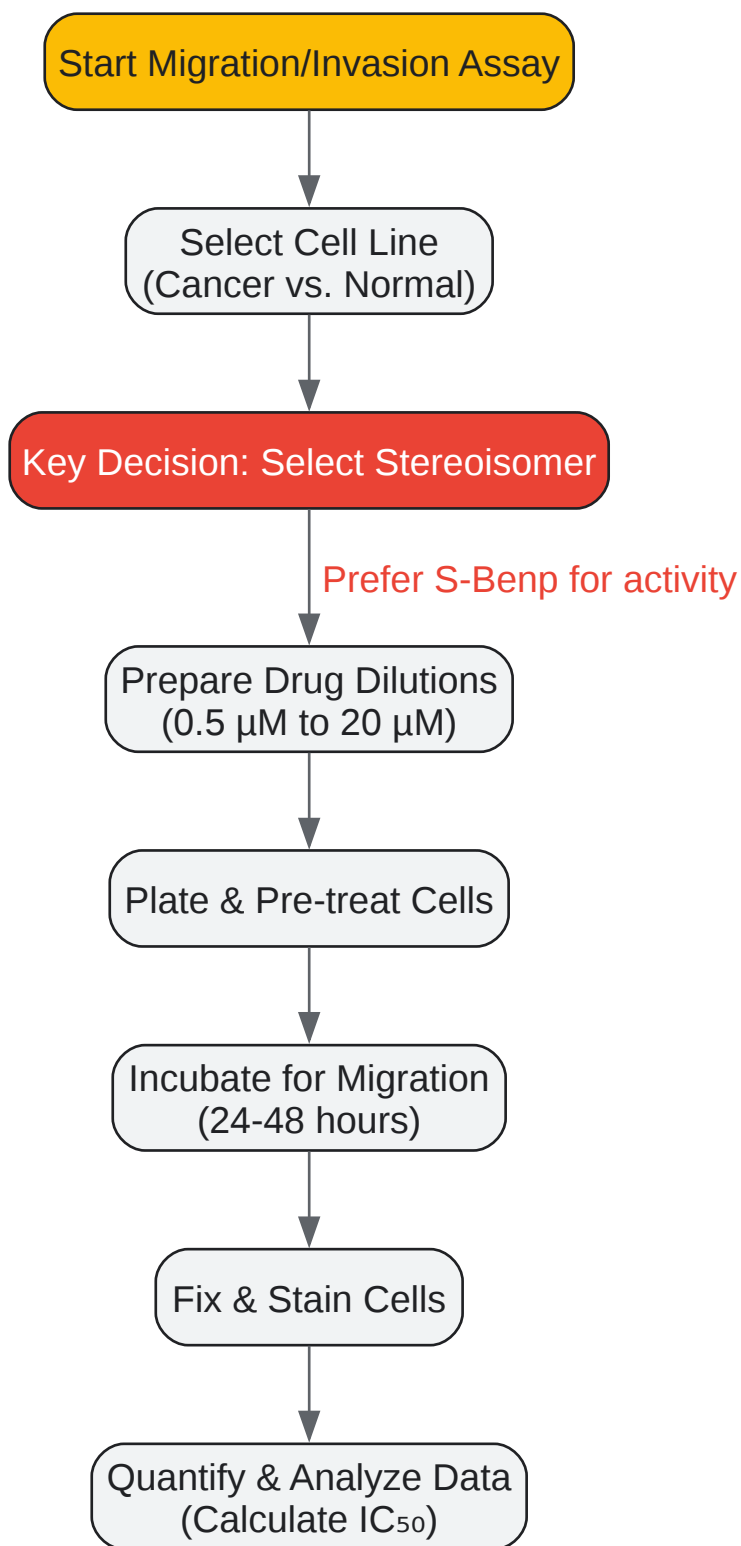 Start Migration/Invasion Assay
Select Cell Line
(Cancer vs. Normal)
Key Decision: Select Stereoisomer
Prefer S-Benp for activity
Prepare Drug Dilutions
(0.5 µM to 20 µM)
Plate & Pre-treat Cells
Incubate for Migration
(24-48 hours)
Fix & Stain Cells
Quantify & Analyze Data
(Calculate IC₅₀)